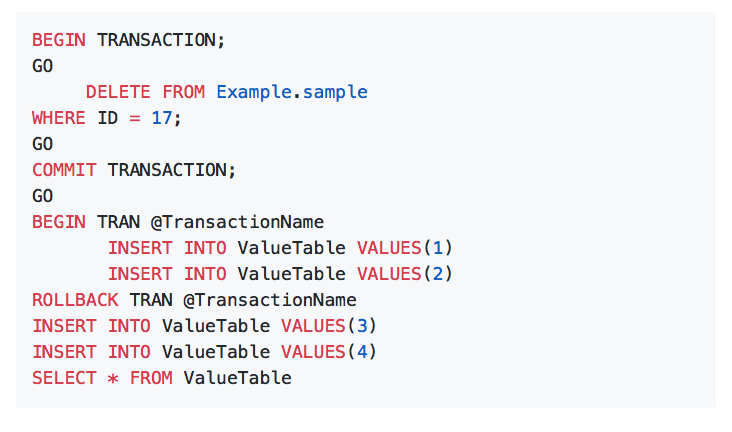 BEGIN TRANSACTION;
GO
DELETE FROM Example.sample
WHERE ID = 17;
GO
COMMIT TRANSACTION;
GO
BEGIN TRAN @TransactionName
INSERT INTO ValueTable VALUES(1)
INSERT INTO ValueTable VALUES(2)
ROLLBACK TRAN @TransactionName
INSERT INTO ValueTable VALUES(3)
INSERT INTO ValueTable VALUES(4)
SELECT * FROM ValueTable